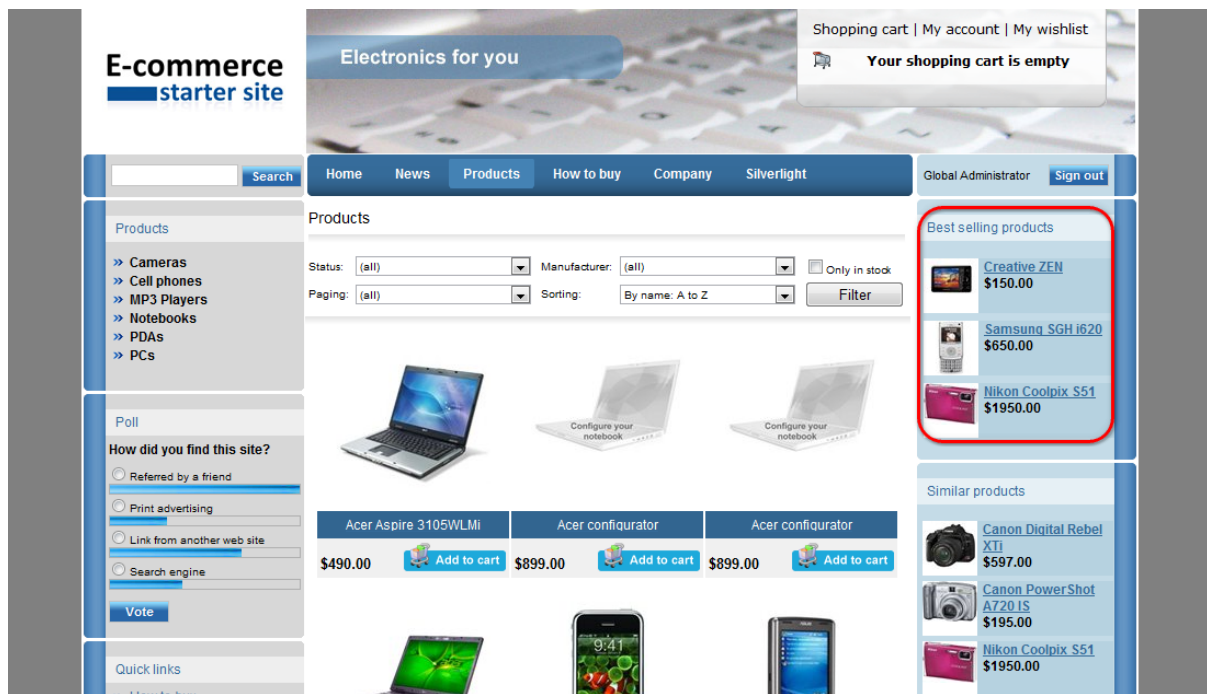 Shopping cart | My account | My wishlist
Your shopping cart is empty
Electronics for you
E-commerce
starter site
Search
Home News Products How to buy Company Silverlight
Global Administrator Sign out
Products
» Cameras
» Cell phones
» MP3 Players
» Notebooks
» PDAs
» PCs
Poll
How did you find this site?
Referred by a friend
Print advertising
Link from another web site
Search engine
Vote
Quick links
Products
Status: (all) Manufacturer: (all) Only in stock
Paging: (all) Sorting: By name: A to Z Filter
Configure your
notebook
Configure your
notebook
Acer Aspire 3105WLMi Acer configurator Acer configurator
$490.00 Add to cart $899.00 Add to cart $899.00 Add to cart
9:41
Best selling products
Creative ZEN
$150.00
Samsung SGH i620
$650.00
Nikon Coolpix S51
$1950.00
Similar products
Canon Digital Rebel
XTi
$597.00
Canon PowerShot
A720 IS
$195.00
Nikon Coolpix S51
$1950.00